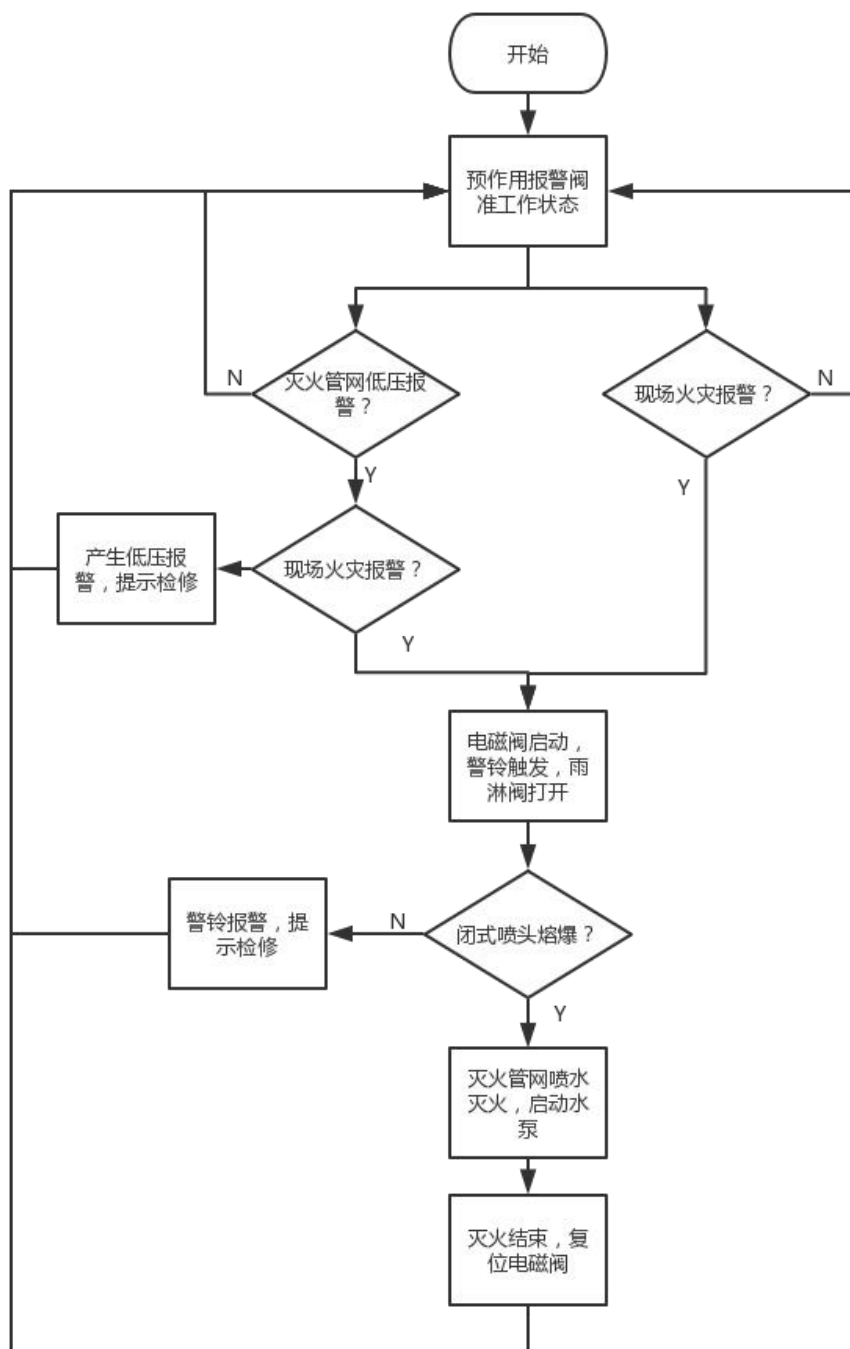 开始
预作用报警阀
准工作状态
N
灭火管网低压报
警？
现场火灾报警？
N
Y
Y
产生低压报
警，提示检修
现场火灾报警？
Y
电磁阀启动，
警铃触发，雨
淋阀打开
警铃报警，提
示检修
N
闭式喷头熔爆？
Y
灭火管网喷水
灭火，启动水
泵
灭火结束，复
位电磁阀